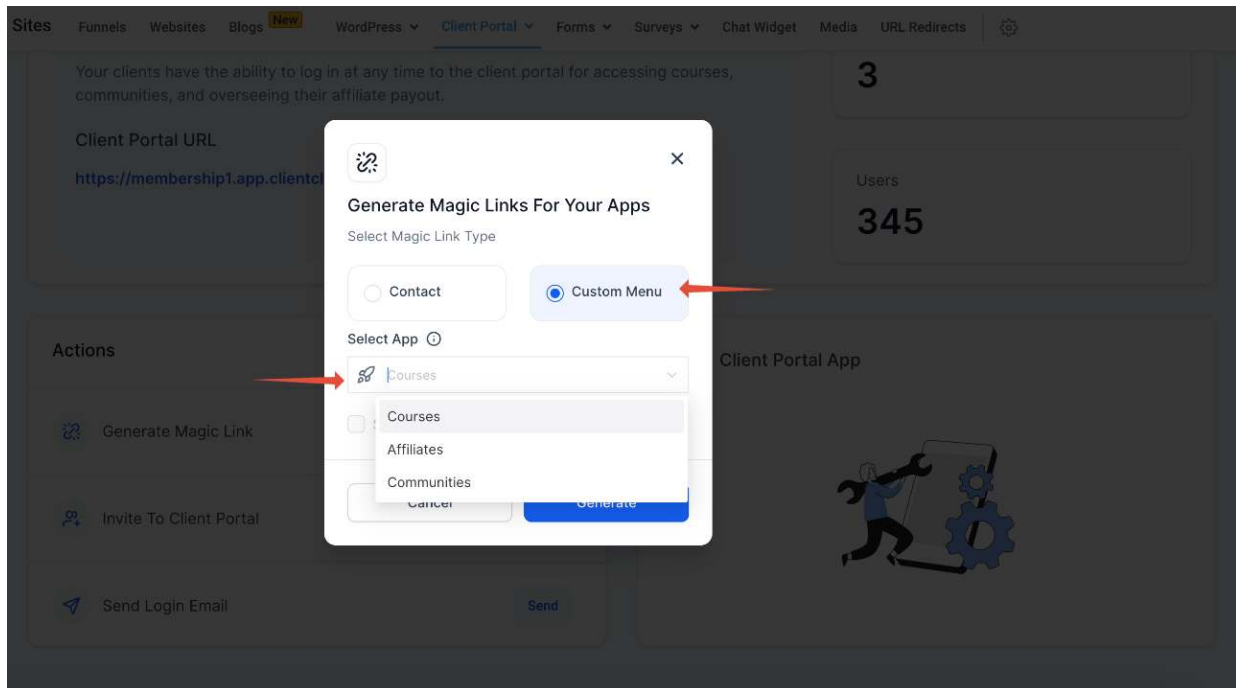 Sites Funnels Websites Blogs New WordPress Client Portal Forms Surveys Chat Widget Media URL Redirects
Your clients have the ability to log in at any time to the client portal for accessing courses,
communities, and overseeing their affiliate payout.
3
Client Portal URL
https://membership1.app.clientcl
Users
345
Generate Magic Links For Your Apps
Select Magic Link Type
Contact
Custom Menu
Select App
Courses
Courses
Affiliates
Communities
Cancel
Generate
Actions
Generate Magic Link
Invite To Client Portal
Send Login Email
Send
Client Portal App